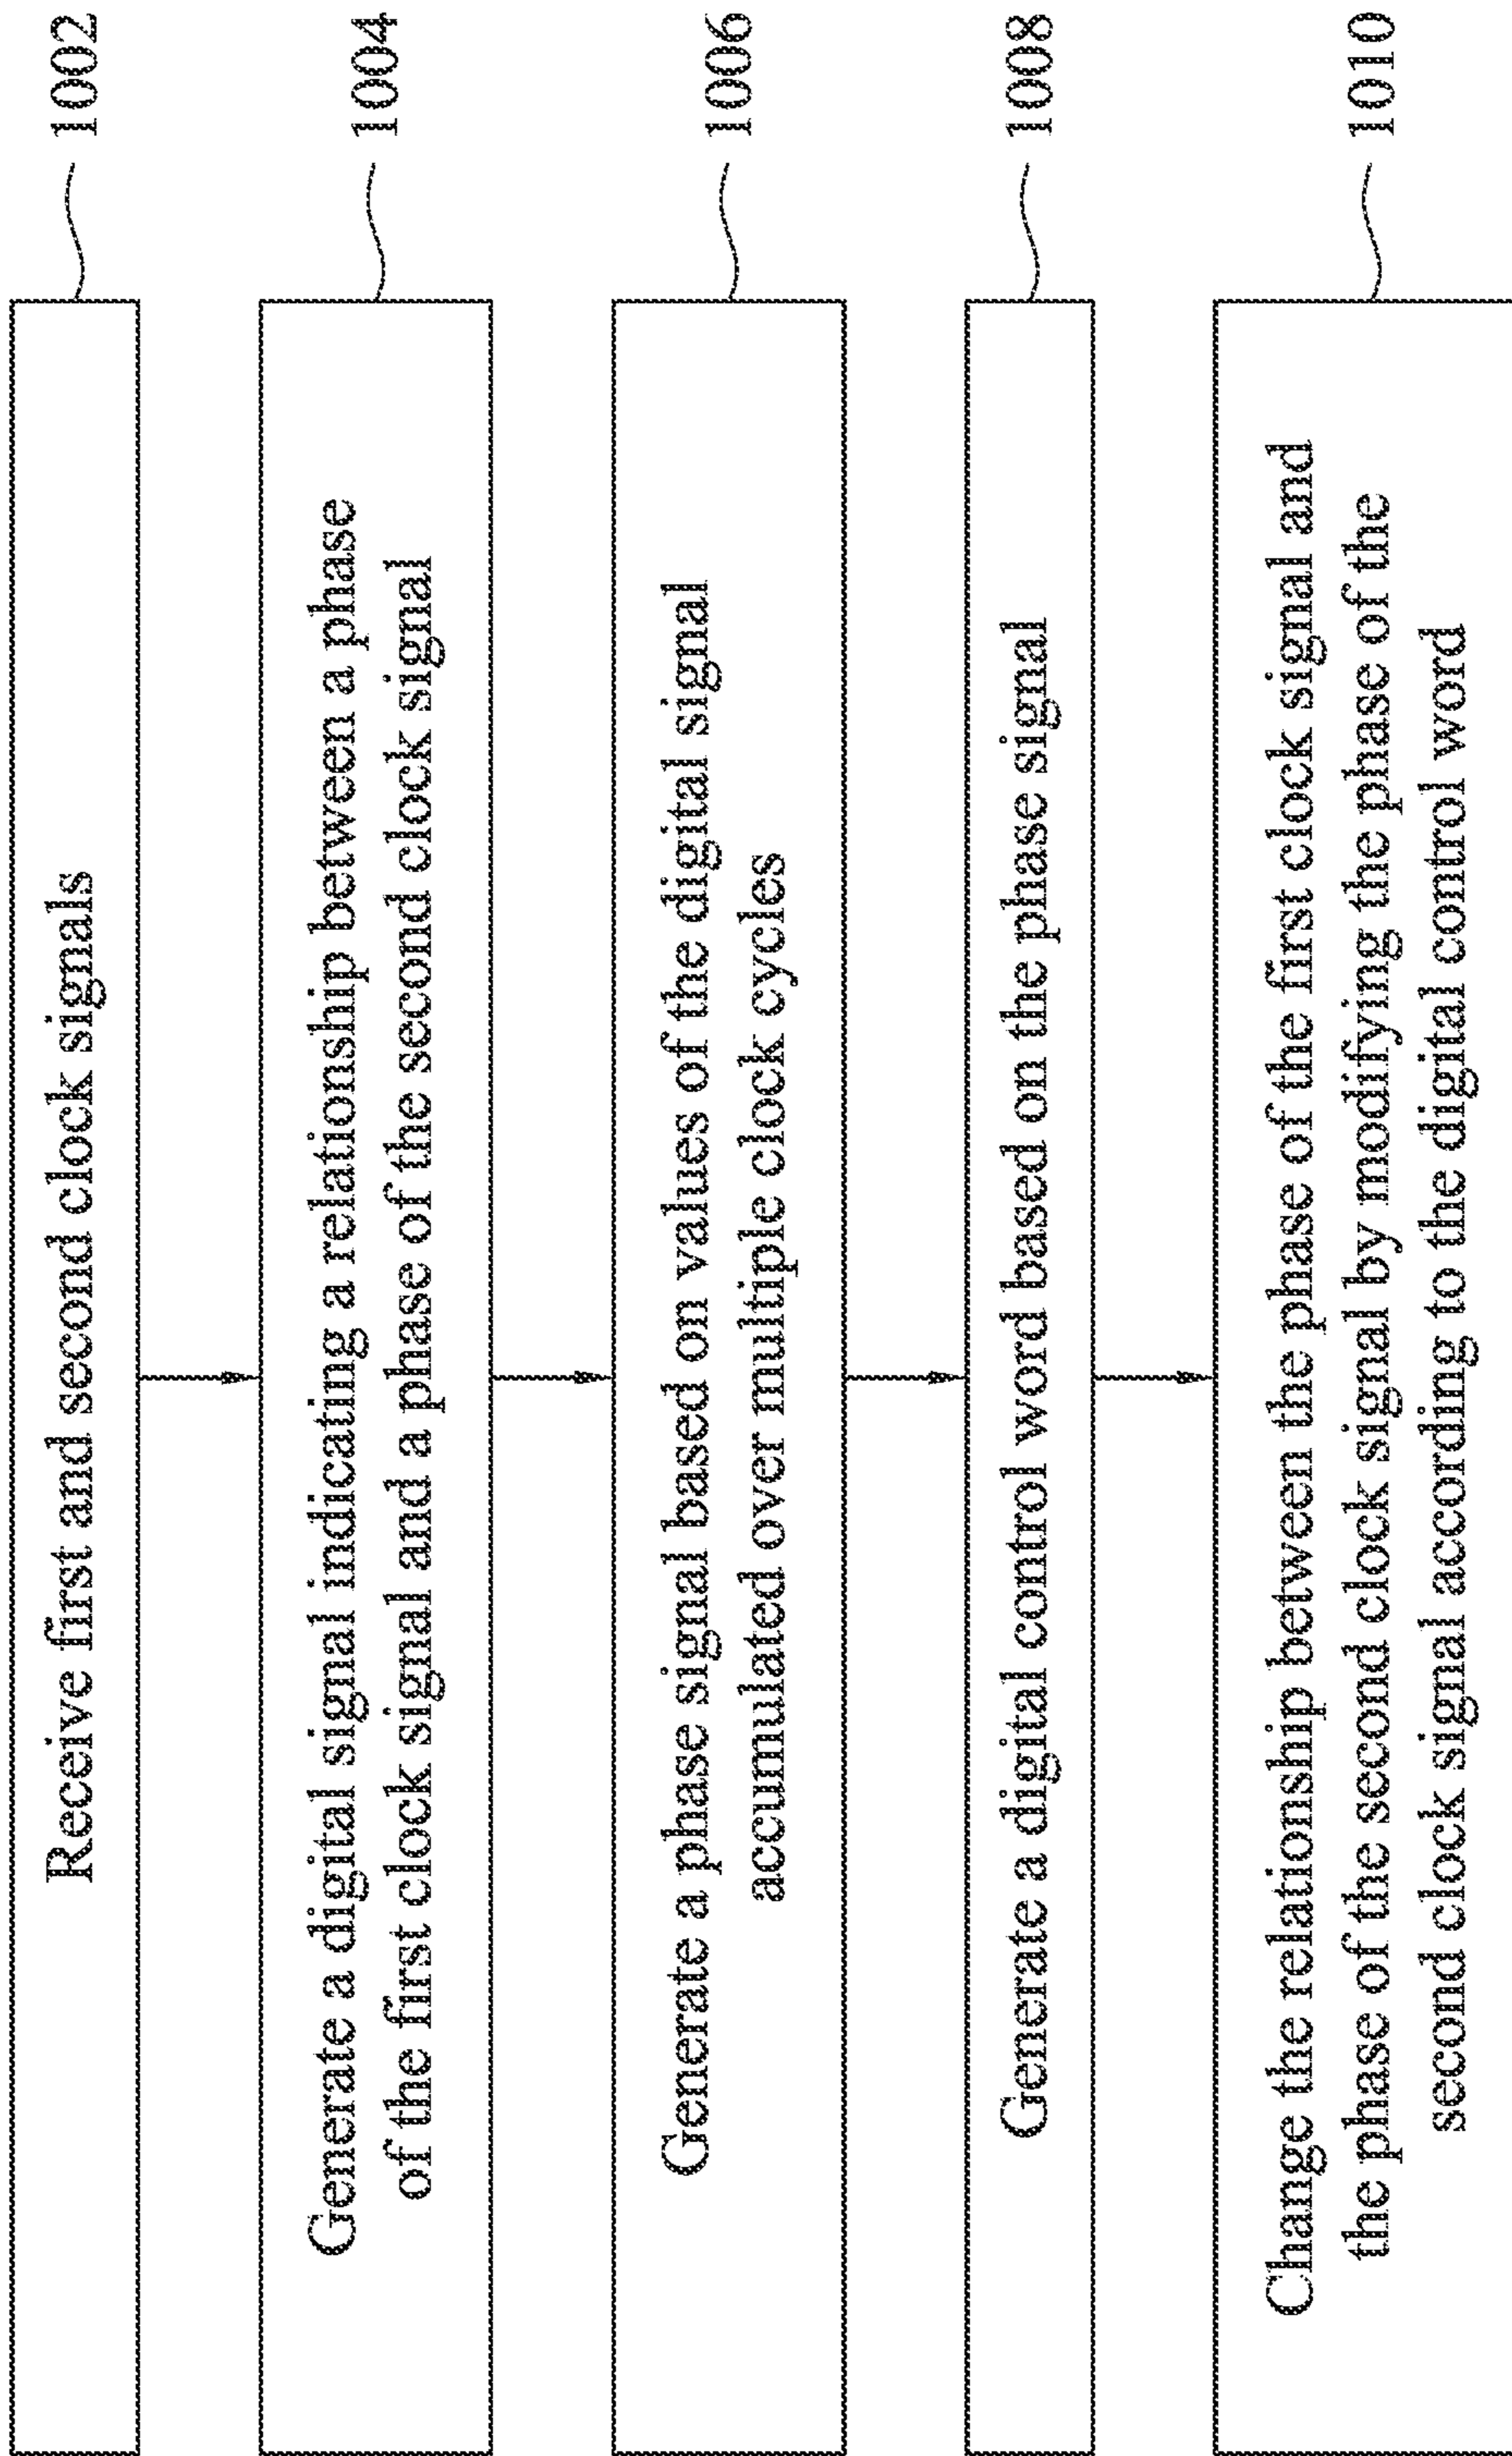 Receive first and second clock signals
1002
Generate a digital signal indicating a relationship between a phase
of the first clock signal and a phase of the second clock signal
1004
Generate a phase signal based on values of the digital signal
accumulated over multiple clock cycles
1006
Generate a digital control word based on the phase signal
1008
Change the relationship between the phase of the first clock signal and
the phase of the second clock signal by modifying the phase of the
second clock signal according to the digital control word
1010